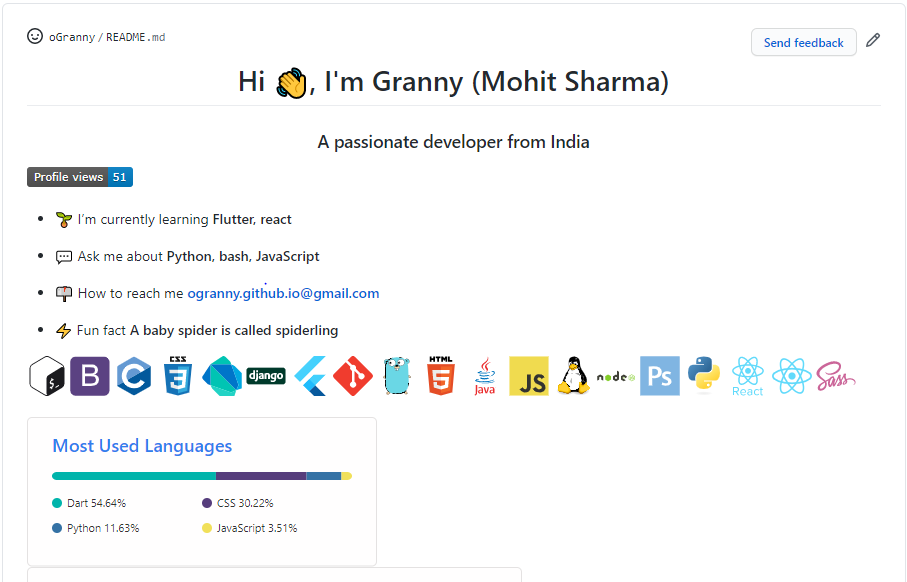 oGranny / README.md
Send feedback
Hi 👋, I'm Granny (Mohit Sharma)
A passionate developer from India
Profile views 51
🌱 I'm currently learning Flutter, react
💬 Ask me about Python, bash, JavaScript
📫 How to reach me ogranny.github.io@gmail.com
⚡ Fun fact A baby spider is called spiderling
$_ B C CSS 3 django HTML 5 Java JS node Ps React Sass
Most Used Languages
Dart 54.64% CSS 30.22%
Python 11.63% JavaScript 3.51%